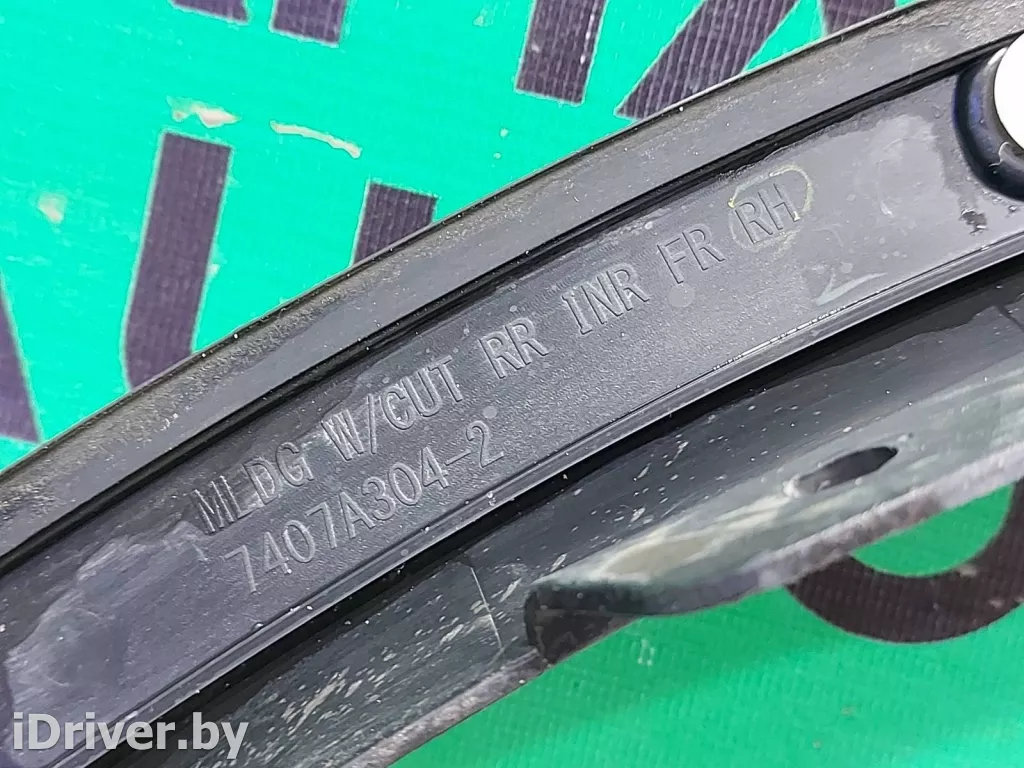 MLDG W/CUT RR INR FR RH
7407A304-2
iDriver.by